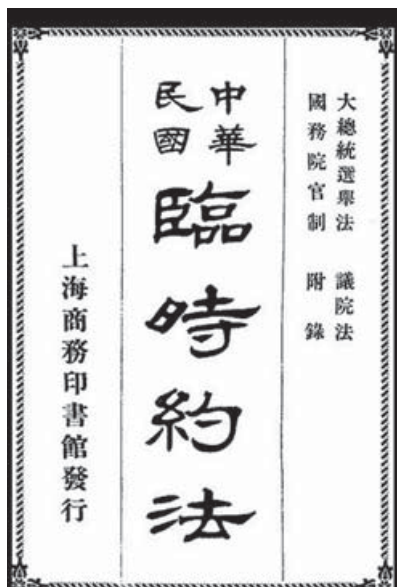 大總統選舉法 議院法
國務院官制 附錄
中華
民國
臨時約法
上海商務印書館發行